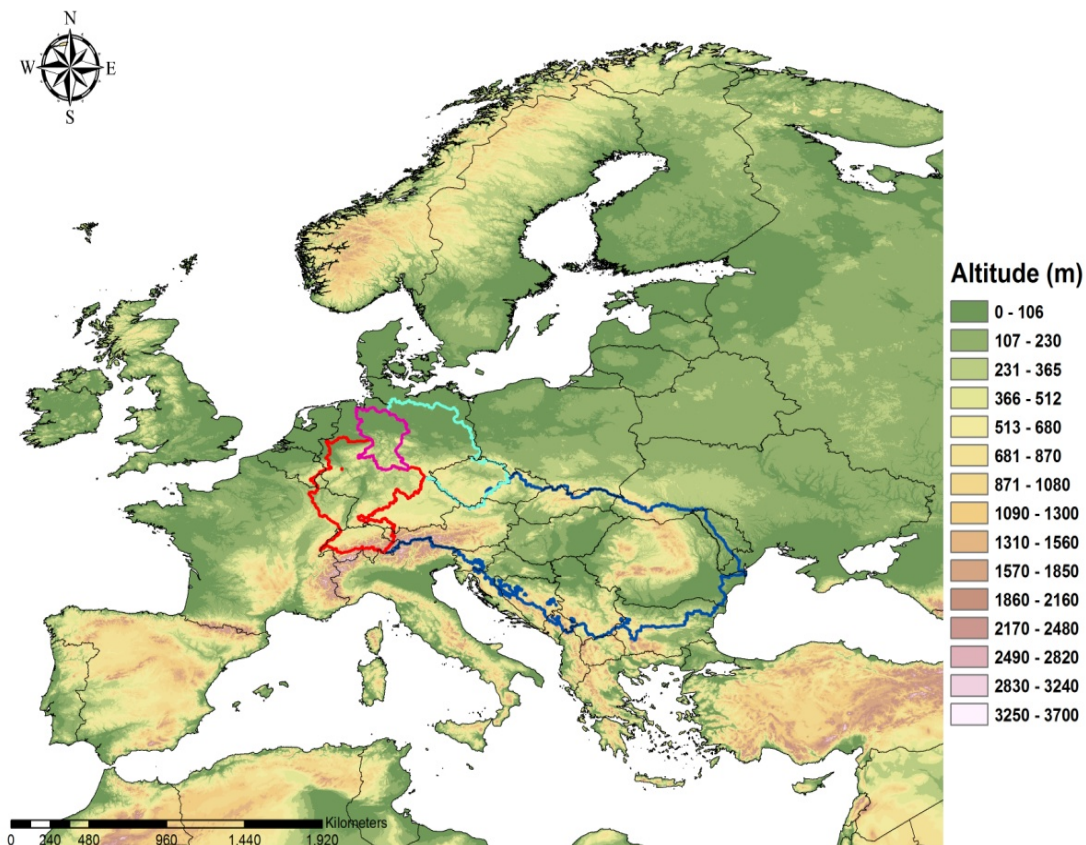 N
W E
S
Altitude (m)
0 - 106
107 - 230
231 - 365
366 - 512
513 - 680
681 - 870
871 - 1080
1090 - 1300
1310 - 1560
1570 - 1850
1860 - 2160
2170 - 2480
2490 - 2820
2830 - 3240
3250 - 3700
Kilometers
0 240 480 960 1.440 1.920